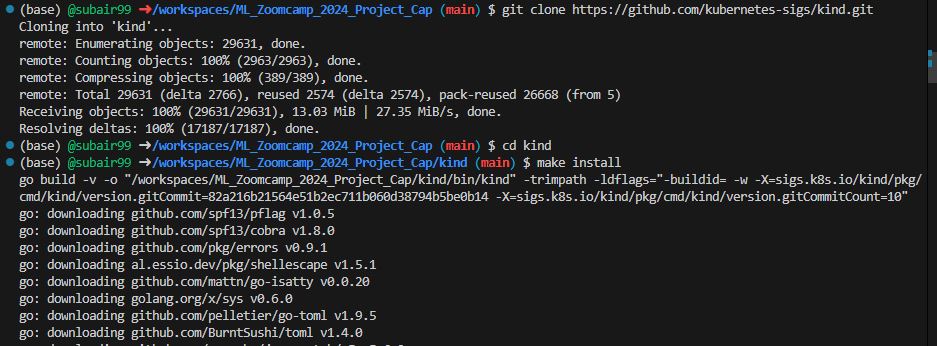 (base) @subair99 ➜/workspaces/ML_Zoomcamp_2024_Project_Cap (main) $ git clone https://github.com/kubernetes-sigs/kind.git
Cloning into 'kind'...
remote: Enumerating objects: 29631, done.
remote: Counting objects: 100% (2963/2963), done.
remote: Compressing objects: 100% (389/389), done.
remote: Total 29631 (delta 2766), reused 2574 (delta 2574), pack-reused 26668 (from 5)
Receiving objects: 100% (29631/29631), 13.03 MiB | 27.35 MiB/s, done.
Resolving deltas: 100% (17187/17187), done.
(base) @subair99 ➜/workspaces/ML_Zoomcamp_2024_Project_Cap (main) $ cd kind
(base) @subair99 ➜/workspaces/ML_Zoomcamp_2024_Project_Cap/kind (main) $ make install
go build -v -o "/workspaces/ML_Zoomcamp_2024_Project_Cap/kind/bin/kind" -trimpath -ldflags="-buildid= -w -X=sigs.k8s.io/kind/pkg/
cmd/kind/version.gitCommit=82a216b21564e51b2ec711b060d38794b5be0b14 -X=sigs.k8s.io/kind/pkg/cmd/kind/version.gitCommitCount=10"
go: downloading github.com/spf13/pflag v1.0.5
go: downloading github.com/spf13/cobra v1.8.0
go: downloading github.com/pkg/errors v0.9.1
go: downloading al.essio.dev/pkg/shellescape v1.5.1
go: downloading github.com/mattn/go-isatty v0.0.20
go: downloading golang.org/x/sys v0.6.0
go: downloading github.com/pelletier/go-toml v1.9.5
go: downloading github.com/BurntSushi/toml v1.4.0